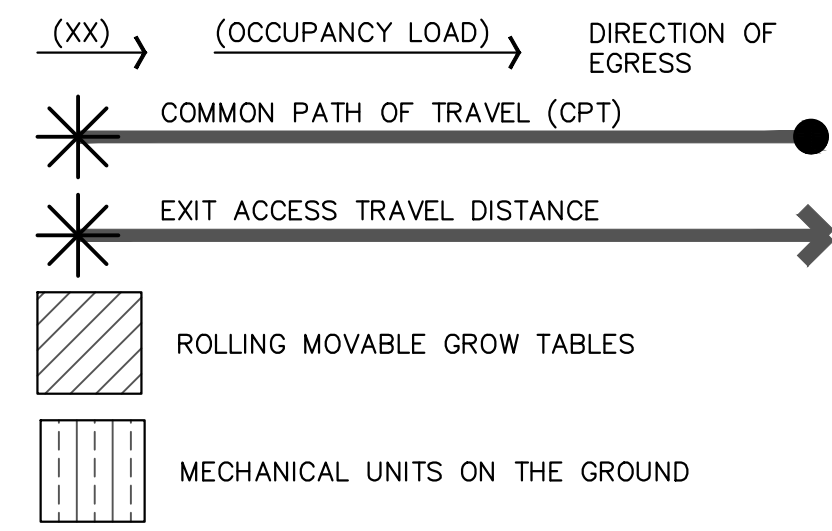 (XX) (OCCUPANCY LOAD) DIRECTION OF
EGRESS
COMMON PATH OF TRAVEL (CPT)
EXIT ACCESS TRAVEL DISTANCE
ROLLING MOVABLE GROW TABLES
MECHANICAL UNITS ON THE GROUND